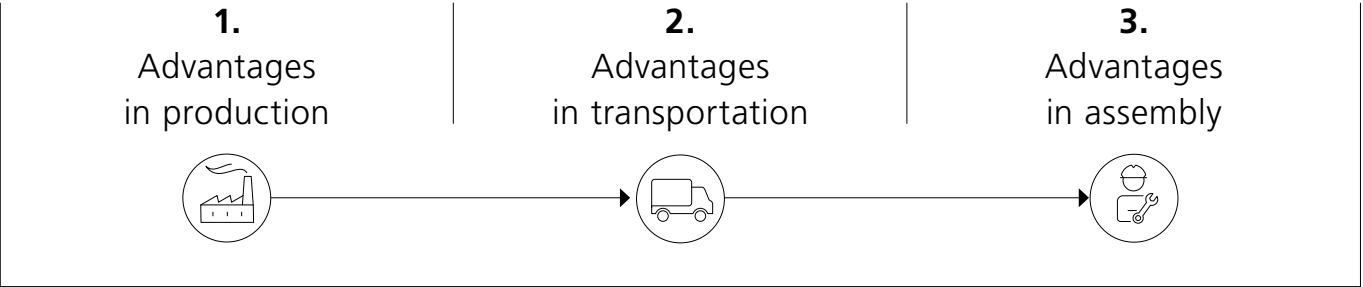 1.
Advantages
in production
2.
Advantages
in transportation
3.
Advantages
in assembly